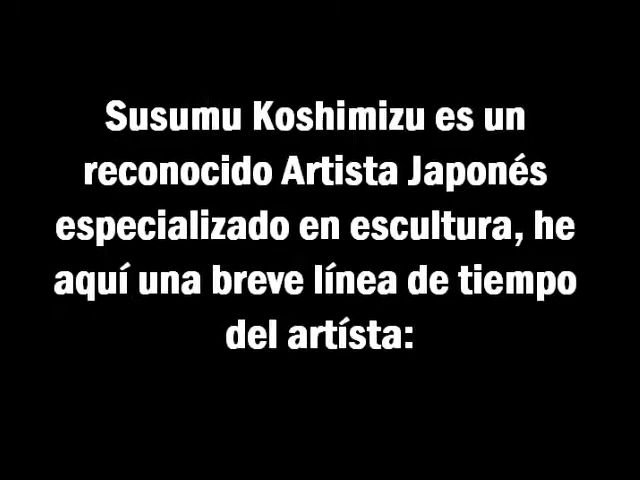 Susumu Koshimizu es un
reconocido Artista Japonés
especializado en escultura, he
aquí una breve línea de tiempo
del artísta: